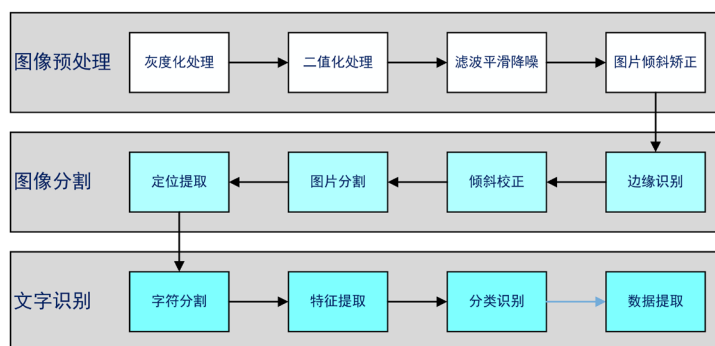 图像预处理
灰度化处理
二值化处理
滤波平滑降噪
图片倾斜矫正
图像分割
定位提取
图片分割
倾斜校正
边缘识别
文字识别
字符分割
特征提取
分类识别
数据提取